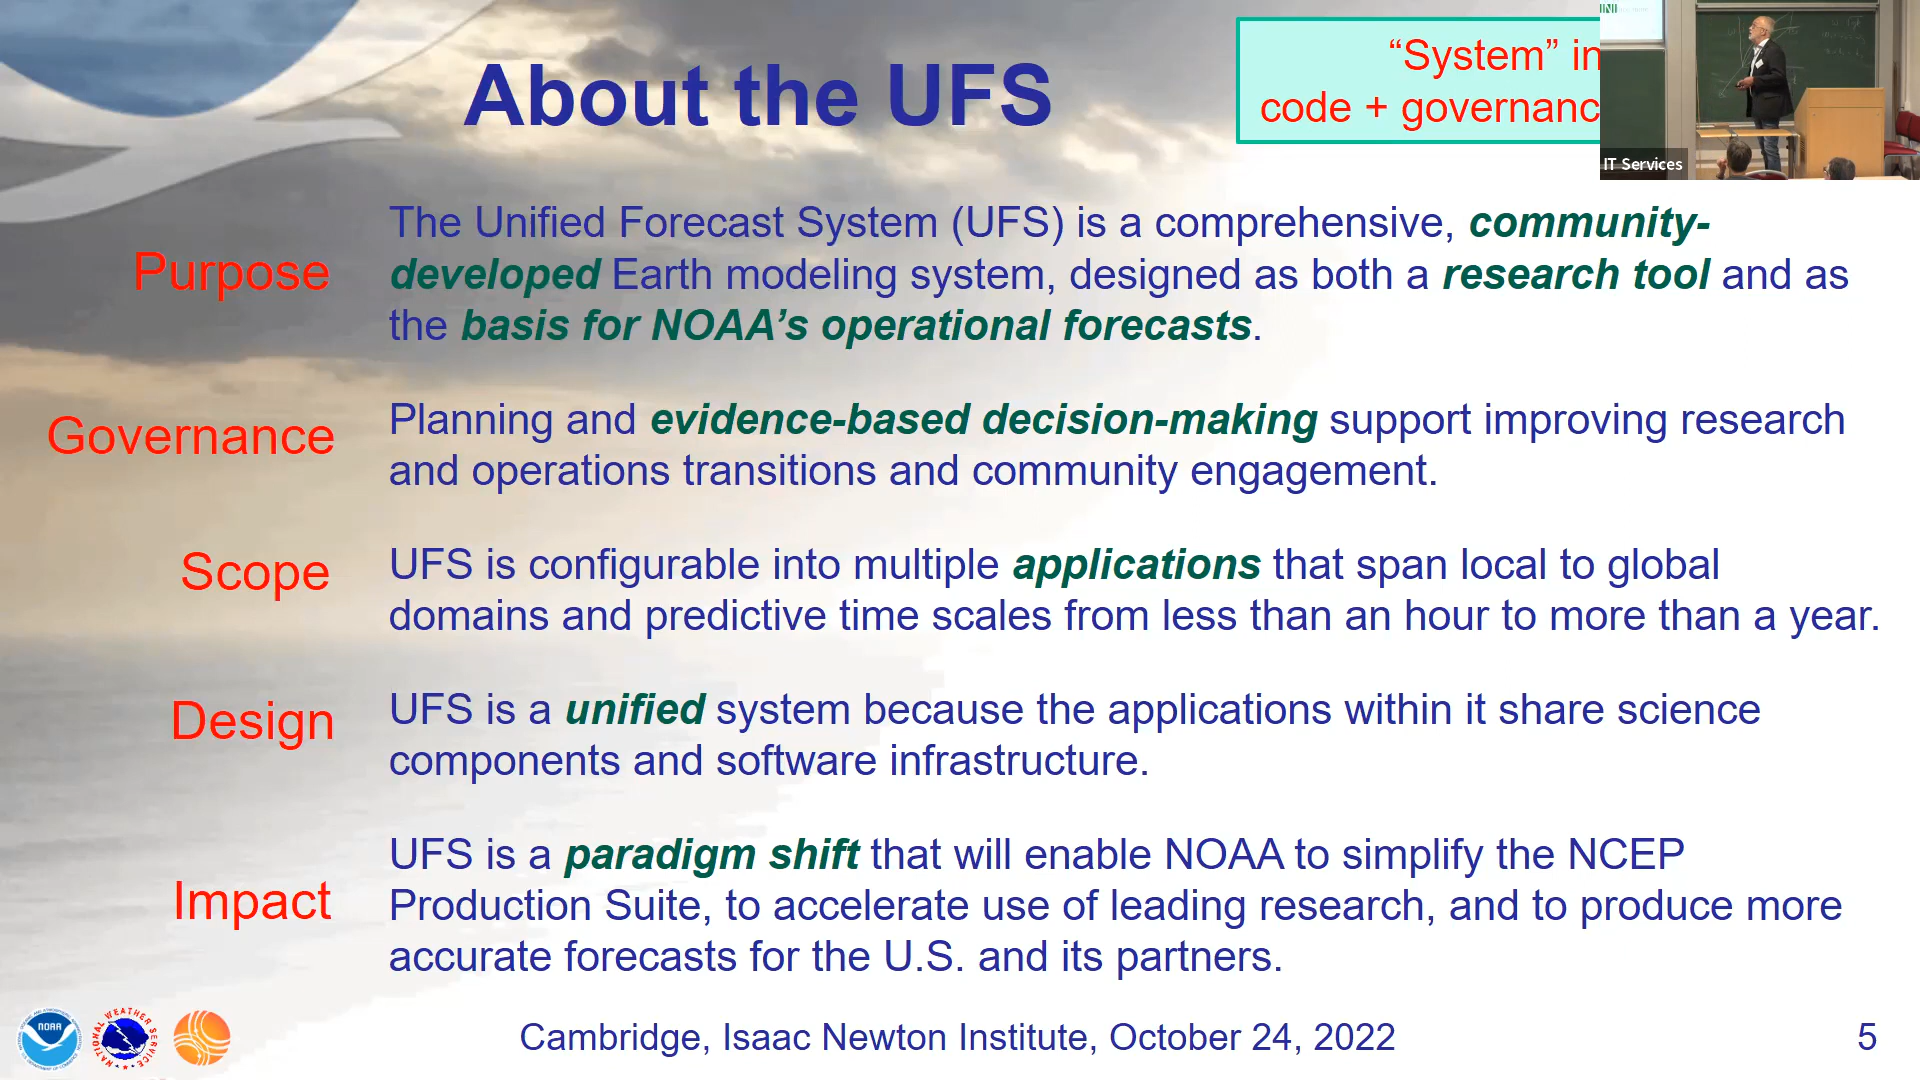 About the UFS
“System” in
code + governanc
INI
IT Services
Purpose
The Unified Forecast System (UFS) is a comprehensive, community-
developed Earth modeling system, designed as both a research tool and as
the basis for NOAA’s operational forecasts.
Governance
Planning and evidence-based decision-making support improving research
and operations transitions and community engagement.
Scope
UFS is configurable into multiple applications that span local to global
domains and predictive time scales from less than an hour to more than a year.
Design
UFS is a unified system because the applications within it share science
components and software infrastructure.
Impact
UFS is a paradigm shift that will enable NOAA to simplify the NCEP
Production Suite, to accelerate use of leading research, and to produce more
accurate forecasts for the U.S. and its partners.
NOAA
NATIONAL WEATHER SERVICE
Cambridge, Isaac Newton Institute, October 24, 2022
5